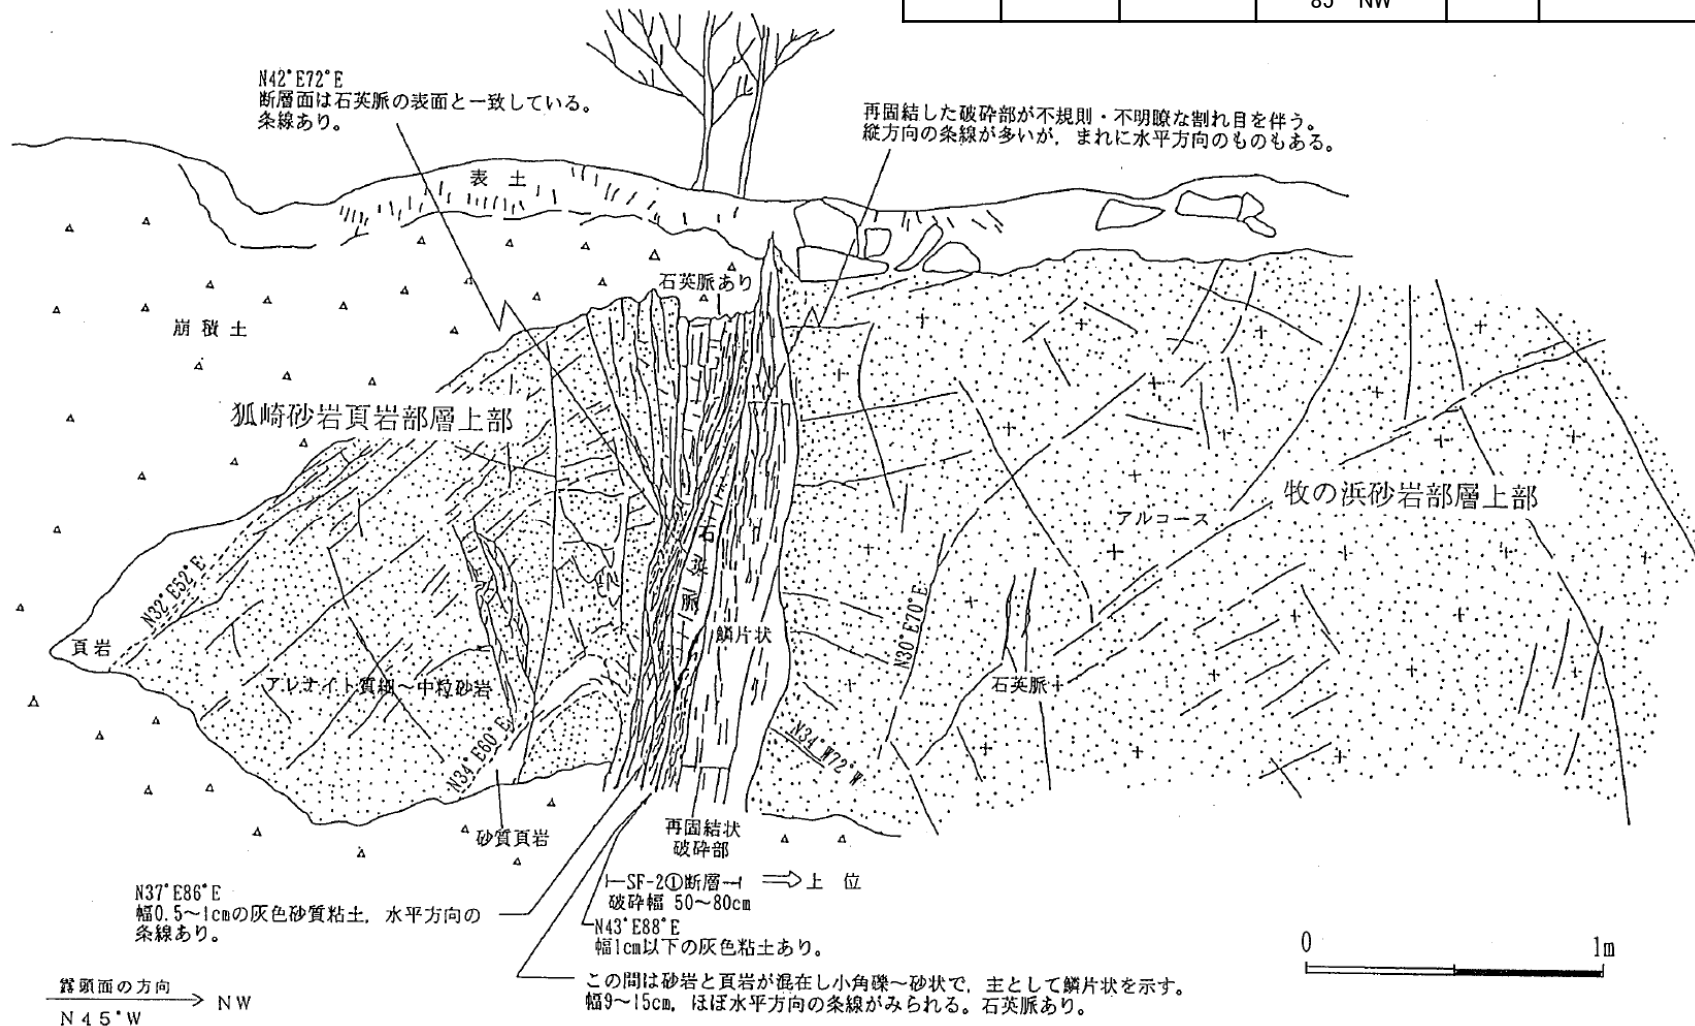 85° NW
N42°E72°E
断層面は石英脈の表面と一致している。
条線あり。
再固結した破砕部が不規則・不明瞭な割れ目を伴う。
縦方向の条線が多いが，まれに水平方向のものもある。
表土
石英脈あり
崩積土
狐崎砂岩頁岩部層上部
牧の浜砂岩部層上部
アルコース
石英脈
N32°E52°E
鱗片状
N30°E70°E
頁岩
アレナイト質細～中粒砂岩
石英脈
N34°E60°E
N34°W72°W
砂質頁岩
再固結状
破砕部
SF-2①断層
上位
破砕幅 50～80cm
N37°E86°E
幅0.5～1cmの灰色砂質粘土，水平方向の
条線あり。
N43°E88°E
幅1cm以下の灰色粘土あり。
この間は砂岩と頁岩が混在し小角礫～砂状で，主として鱗片状を示す。
幅9～15cm，ほぼ水平方向の条線がみられる。石英脈あり。
0 1m
露頭面の方向
NW
N45°W